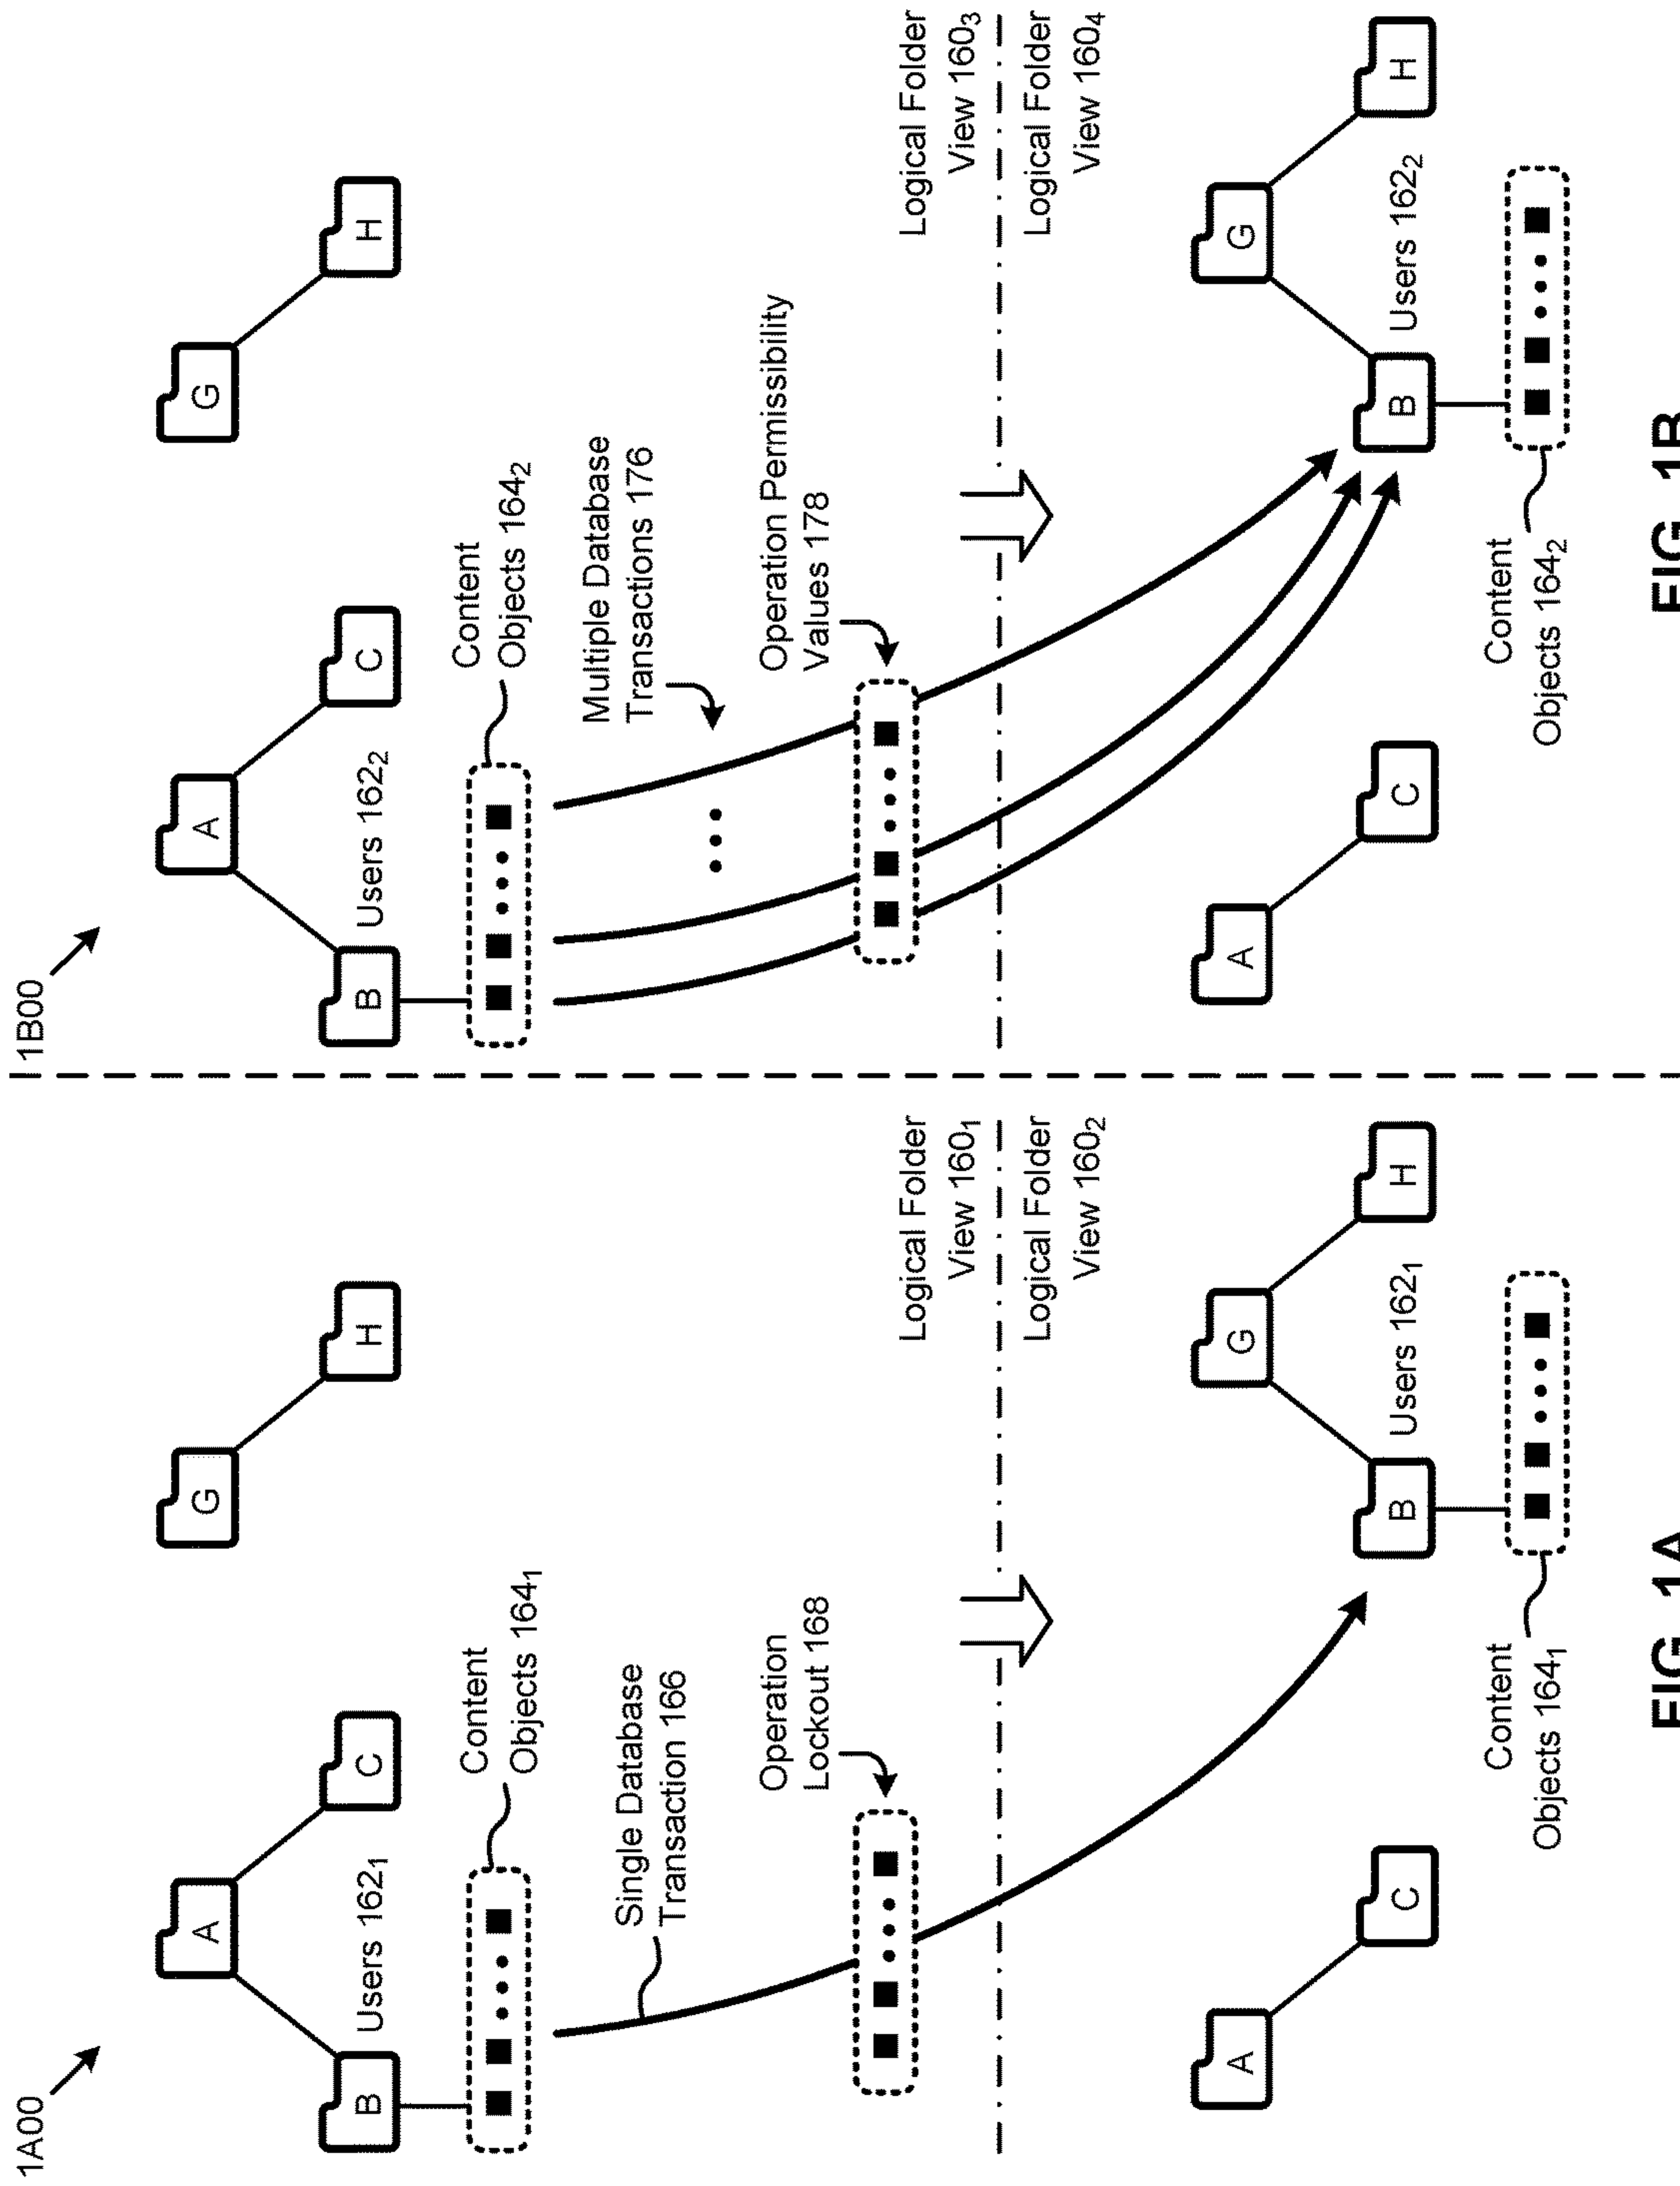 1A00
A
G
B
Users 162₁
C
H
Content
Objects 164₁
Single Database
Transaction 166
Operation
Lockout 168
Logical Folder
View 160₁
Logical Folder
View 160₂
A
G
C
B
Users 162₁
H
Content
Objects 164₁
FIG. 1A
1B00
A
G
B
Users 162₂
C
H
Content
Objects 164₂
Multiple Database
Transactions 176
Operation Permissibility
Values 178
Logical Folder
View 160₃
Logical Folder
View 160₄
A
G
C
B
Users 162₂
H
Content
Objects 164₂
FIG. 1B